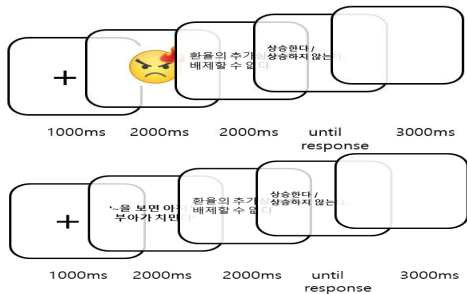 +
환율의 추가상
배제할 수 없다
상승한다 /
상승하지 않는다.
1000ms
2000ms
2000ms
until
response
3000ms
+
'~을 보면 아
부아가 치민다
환율의 추가상
배제할 수 없다
상승한다 /
상승하지 않는다.
1000ms
2000ms
2000ms
until
response
3000ms